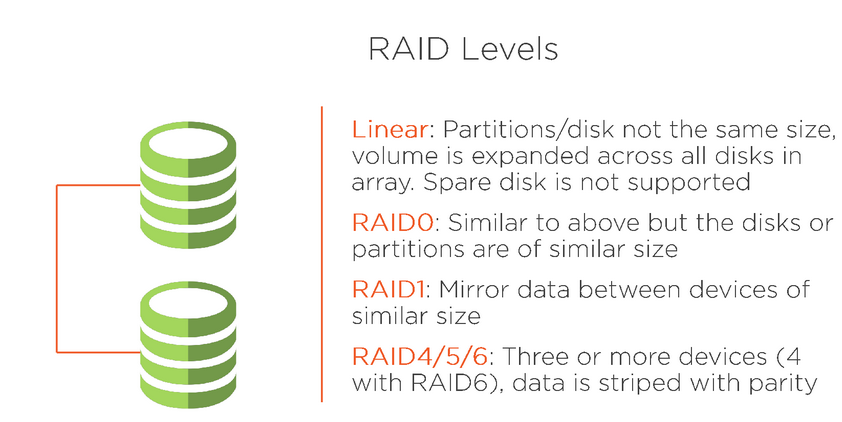 RAID Levels
Linear: Partitions/disk not the same size,
volume is expanded across all disks in
array. Spare disk is not supported
RAID0: Similar to above but the disks or
partitions are of similar size
RAID1: Mirror data between devices of
similar size
RAID4/5/6: Three or more devices (4
with RAID6), data is striped with parity